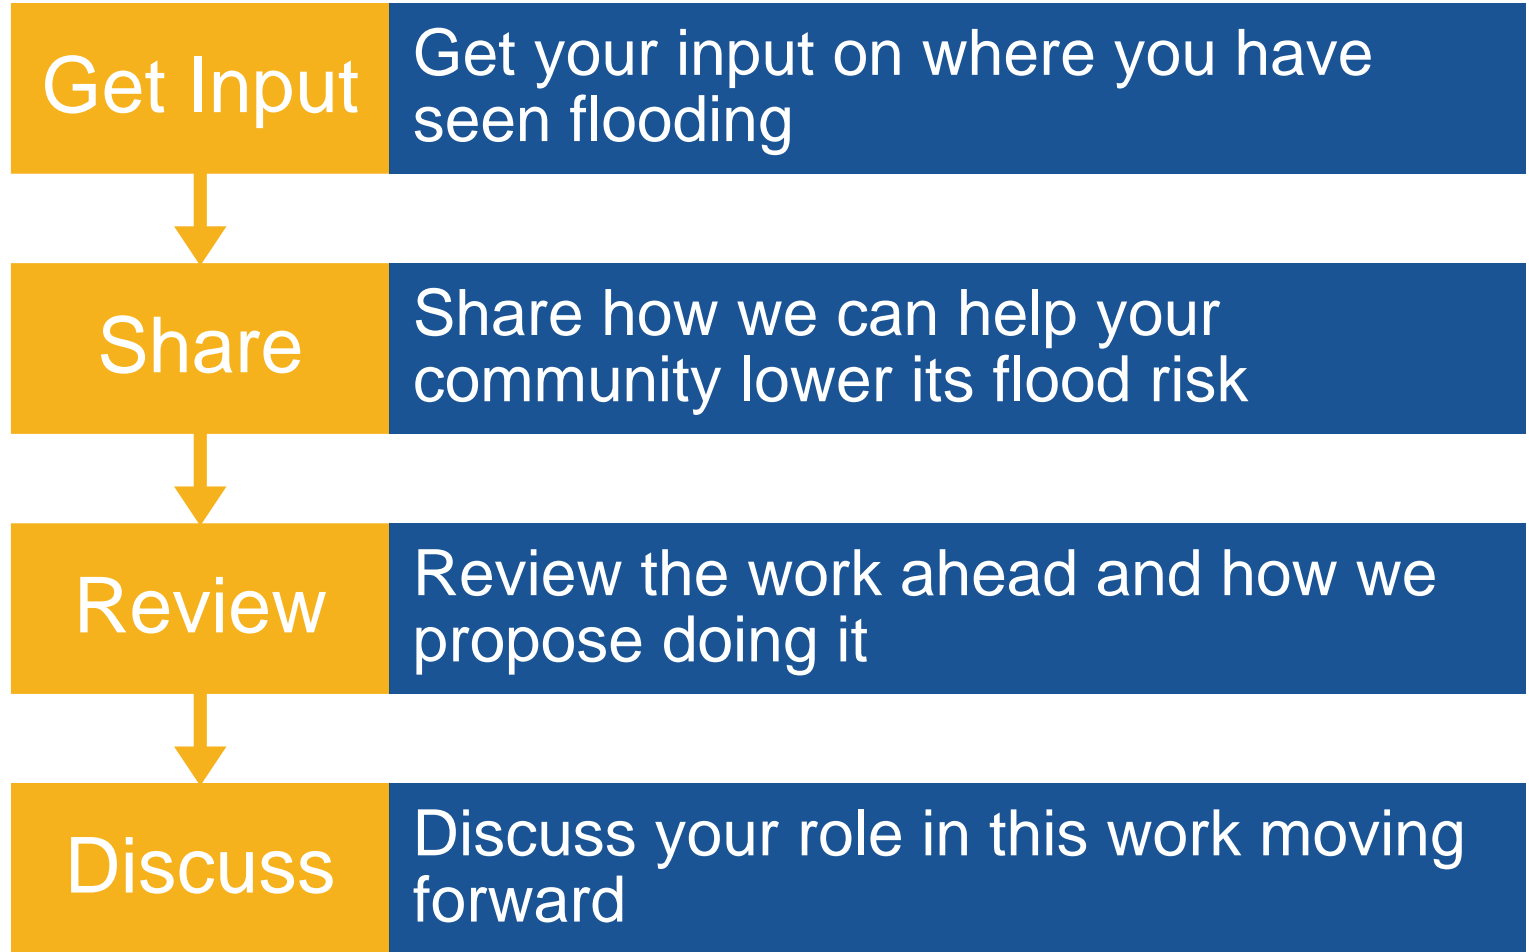 Get Input
Get your input on where you have
seen flooding
Share
Share how we can help your
community lower its flood risk
Review
Review the work ahead and how we
propose doing it
Discuss
Discuss your role in this work moving
forward